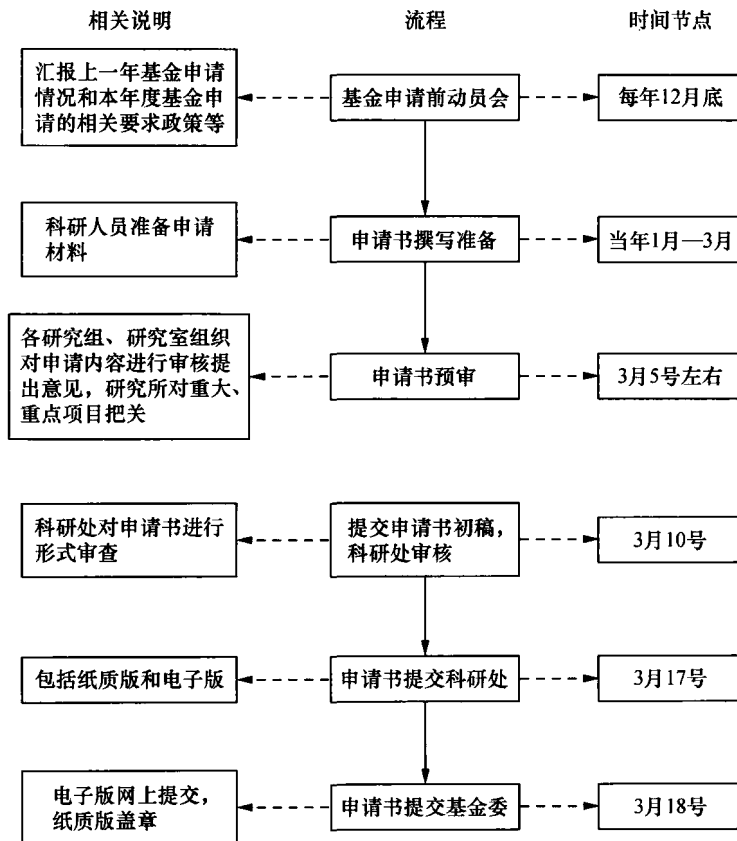 相关说明
流程
时间节点
汇报上一年基金申请
情况和本年度基金申
请的相关要求政策等
基金申请前动员会
每年12月底
科研人员准备申请
材料
申请书撰写准备
当年1月—3月
各研究组、研究室组织
对申请内容进行审核提
出意见，研究所对重大、
重点项目把关
申请书预审
3月5号左右
科研处对申请书进行
形式审查
提交申请书初稿，
科研处审核
3月10号
包括纸质版和电子版
申请书提交科研处
3月17号
电子版网上提交，
纸质版盖章
申请书提交基金委
3月18号